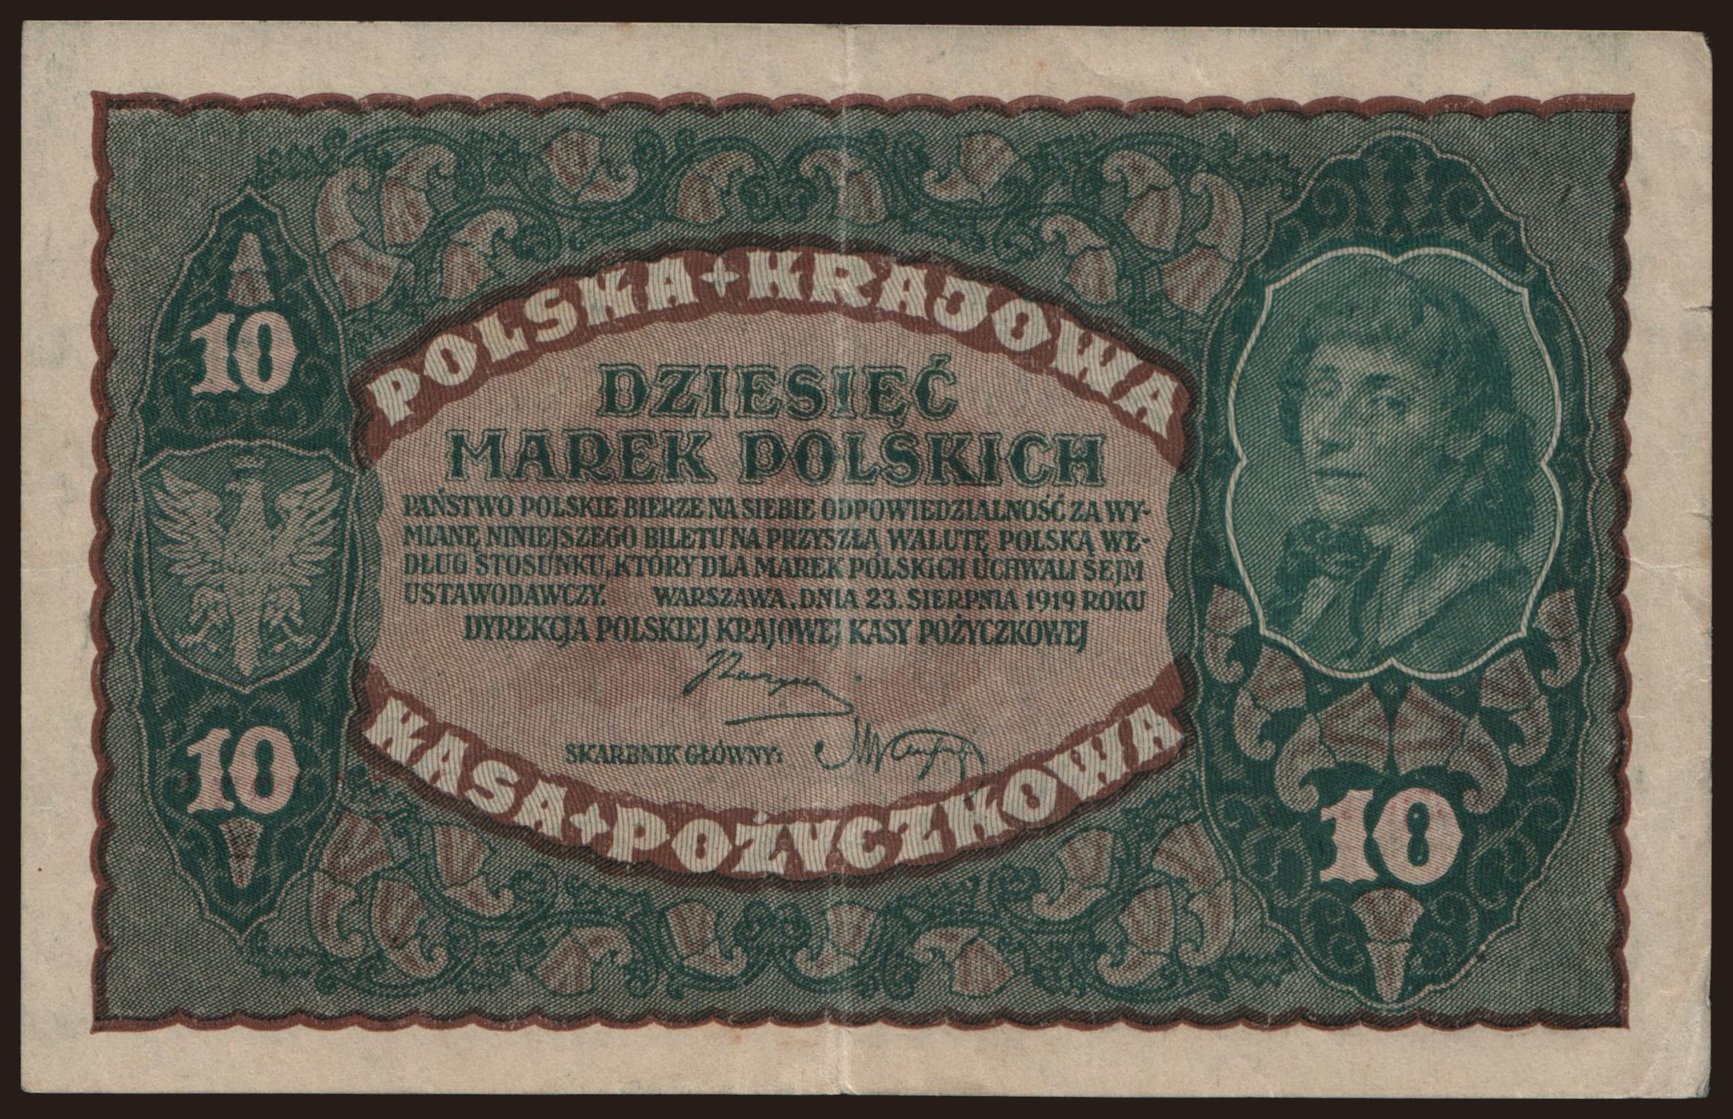 POLSKA + KRAJOWA
10
DZIESIĘĆ
MAREK POLSKICH
PAŃSTWO POLSKIE BIERZE NA SIEBIE ODPOWIEDZIALNOŚĆ ZA WY-
MIANĘ NINIEJSZEGO BILETU NA PRZYSZŁĄ WALUTĘ POLSKĄ WE-
DŁUG STOSUNKU, KTÓRY DLA MAREK POLSKICH UCHWALI SEJM
USTAWODAWCZY. WARSZAWA, DNIA 23. SIERPNIA 1919 ROKU
DYREKCJA POLSKIEJ KRAJOWEJ KASY POŻYCZKOWEJ
SKARBNIK GŁÓWNY:
10
KASA + POŻYCZKOWA
10